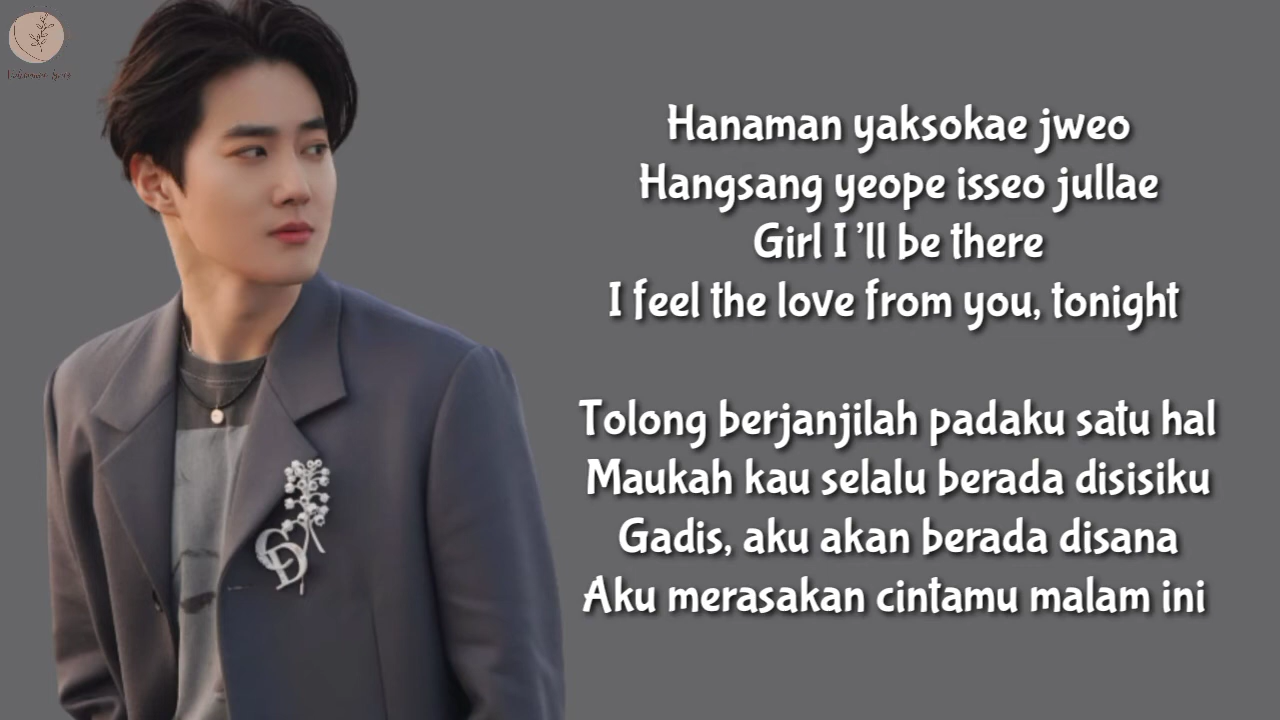 Hanaman yaksokae jweo
Hangsang yeope isseo jullae
Girl I 'll be there
I feel the love from you, tonight
Tolong berjanjilah padaku satu hal
Maukah kau selalu berada disisiku
Gadis, aku akan berada disana
Aku merasakan cintamu malam ini
CD